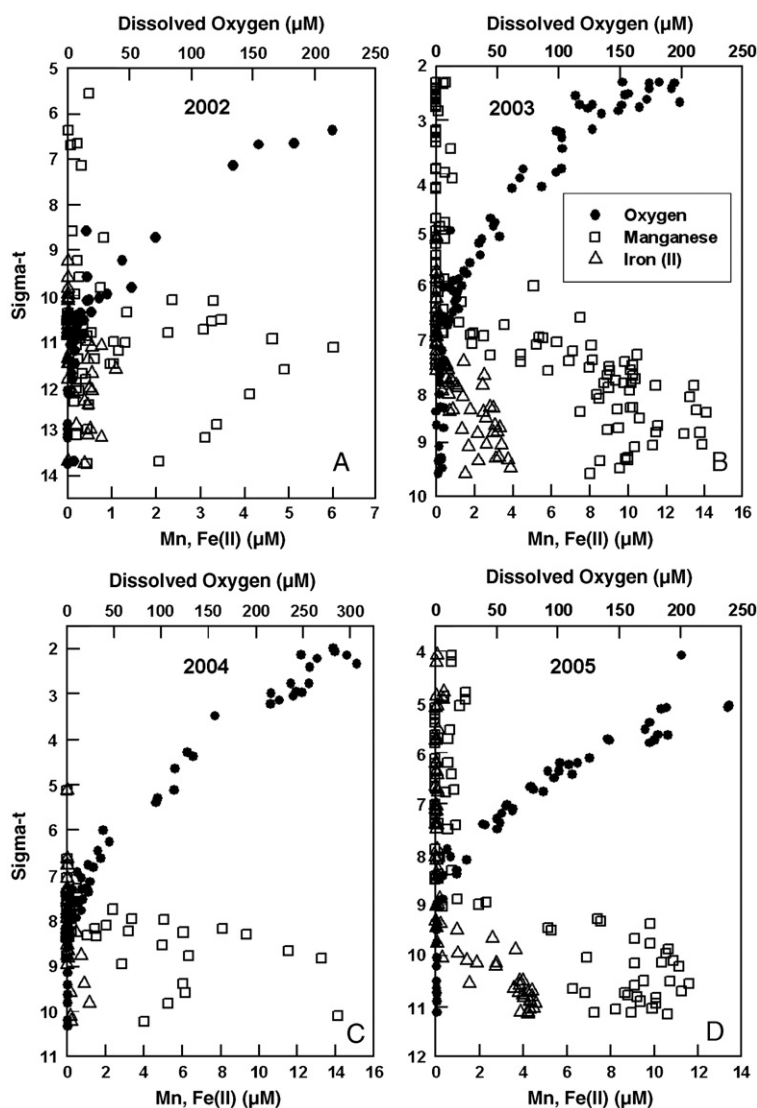 Dissolved Oxygen (µM)
0 50 100 150 200 250
2002
Sigma-t
5
6
7
8
9
10
11
12
13
14
A
0 1 2 3 4 5 6 7
Mn, Fe(II) (µM)
Dissolved Oxygen (µM)
0 50 100 150 200 250
2003
Oxygen
Manganese
Iron (II)
2
3
4
5
6
7
8
9
10
B
0 2 4 6 8 10 12 14 16
Mn, Fe(II) (µM)
Dissolved Oxygen (µM)
0 50 100 150 200 250 300
2004
Sigma-t
1
2
3
4
5
6
7
8
9
10
11
C
0 2 4 6 8 10 12 14 16
Mn, Fe(II) (µM)
Dissolved Oxygen (µM)
0 50 100 150 200 250
2005
4
5
6
7
8
9
10
11
12
D
0 2 4 6 8 10 12 14
Mn, Fe(II) (µM)